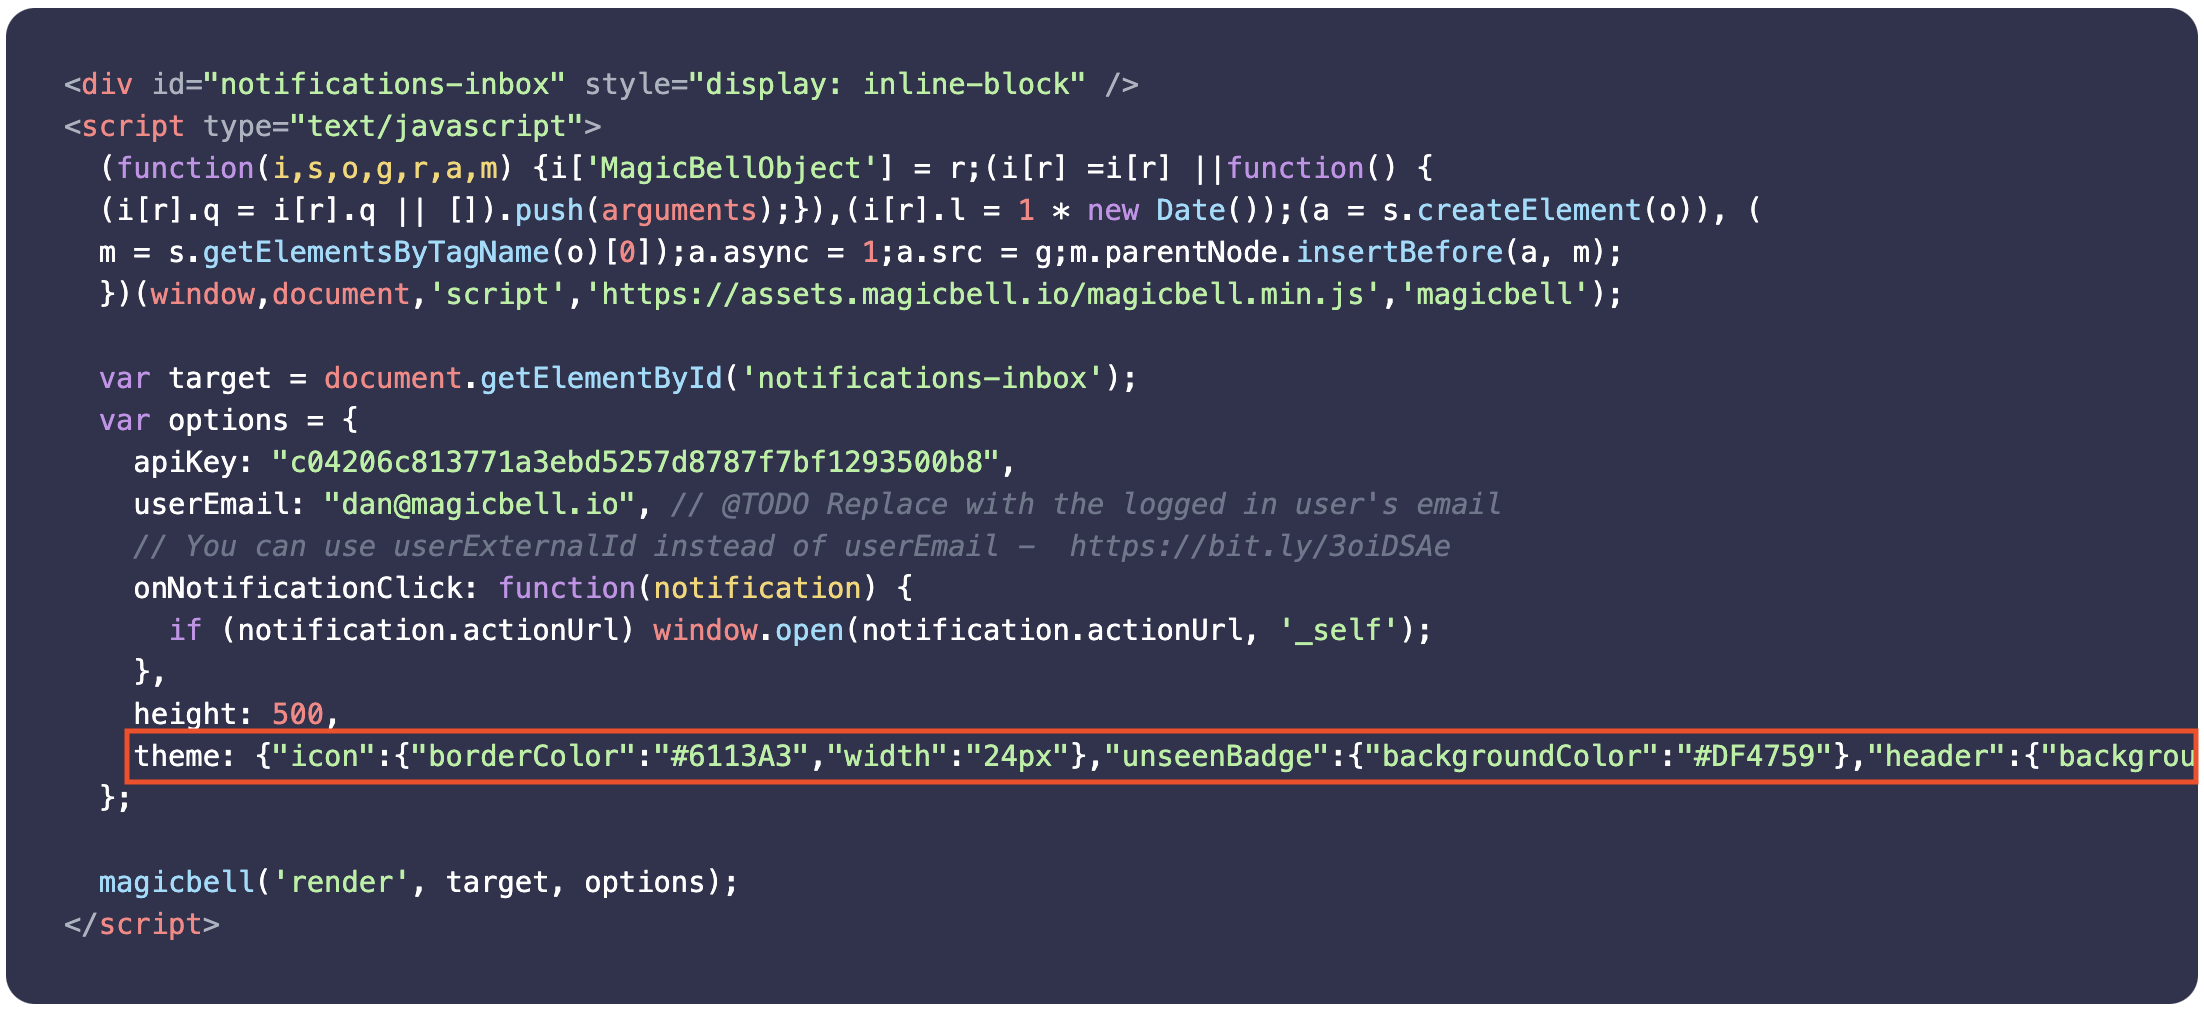 <div id="notifications-inbox" style="display: inline-block" />
<script type="text/javascript">
  (function(i,s,o,g,r,a,m) {i['MagicBellObject'] = r;(i[r] =i[r] ||function() {
  (i[r].q = i[r].q || []).push(arguments);}),(i[r].l = 1 * new Date());(a = s.createElement(o)), (
  m = s.getElementsByTagName(o)[0]);a.async = 1;a.src = g;m.parentNode.insertBefore(a, m);
  })(window,document,'script','https://assets.magicbell.io/magicbell.min.js','magicbell');

  var target = document.getElementById('notifications-inbox');
  var options = {
    apiKey: "c04206c813771a3ebd5257d8787f7bf1293500b8",
    userEmail: "dan@magicbell.io", // @TODO Replace with the logged in user's email
    // You can use userExternalId instead of userEmail -  https://bit.ly/3oiDSAe
    onNotificationClick: function(notification) {
      if (notification.actionUrl) window.open(notification.actionUrl, '_self');
    },
    height: 500,
    theme: {"icon":{"borderColor":"#6113A3","width":"24px"},"unseenBadge":{"backgroundColor":"#DF4759"},"header":{"backgrou
  };

  magicbell('render', target, options);
</script>